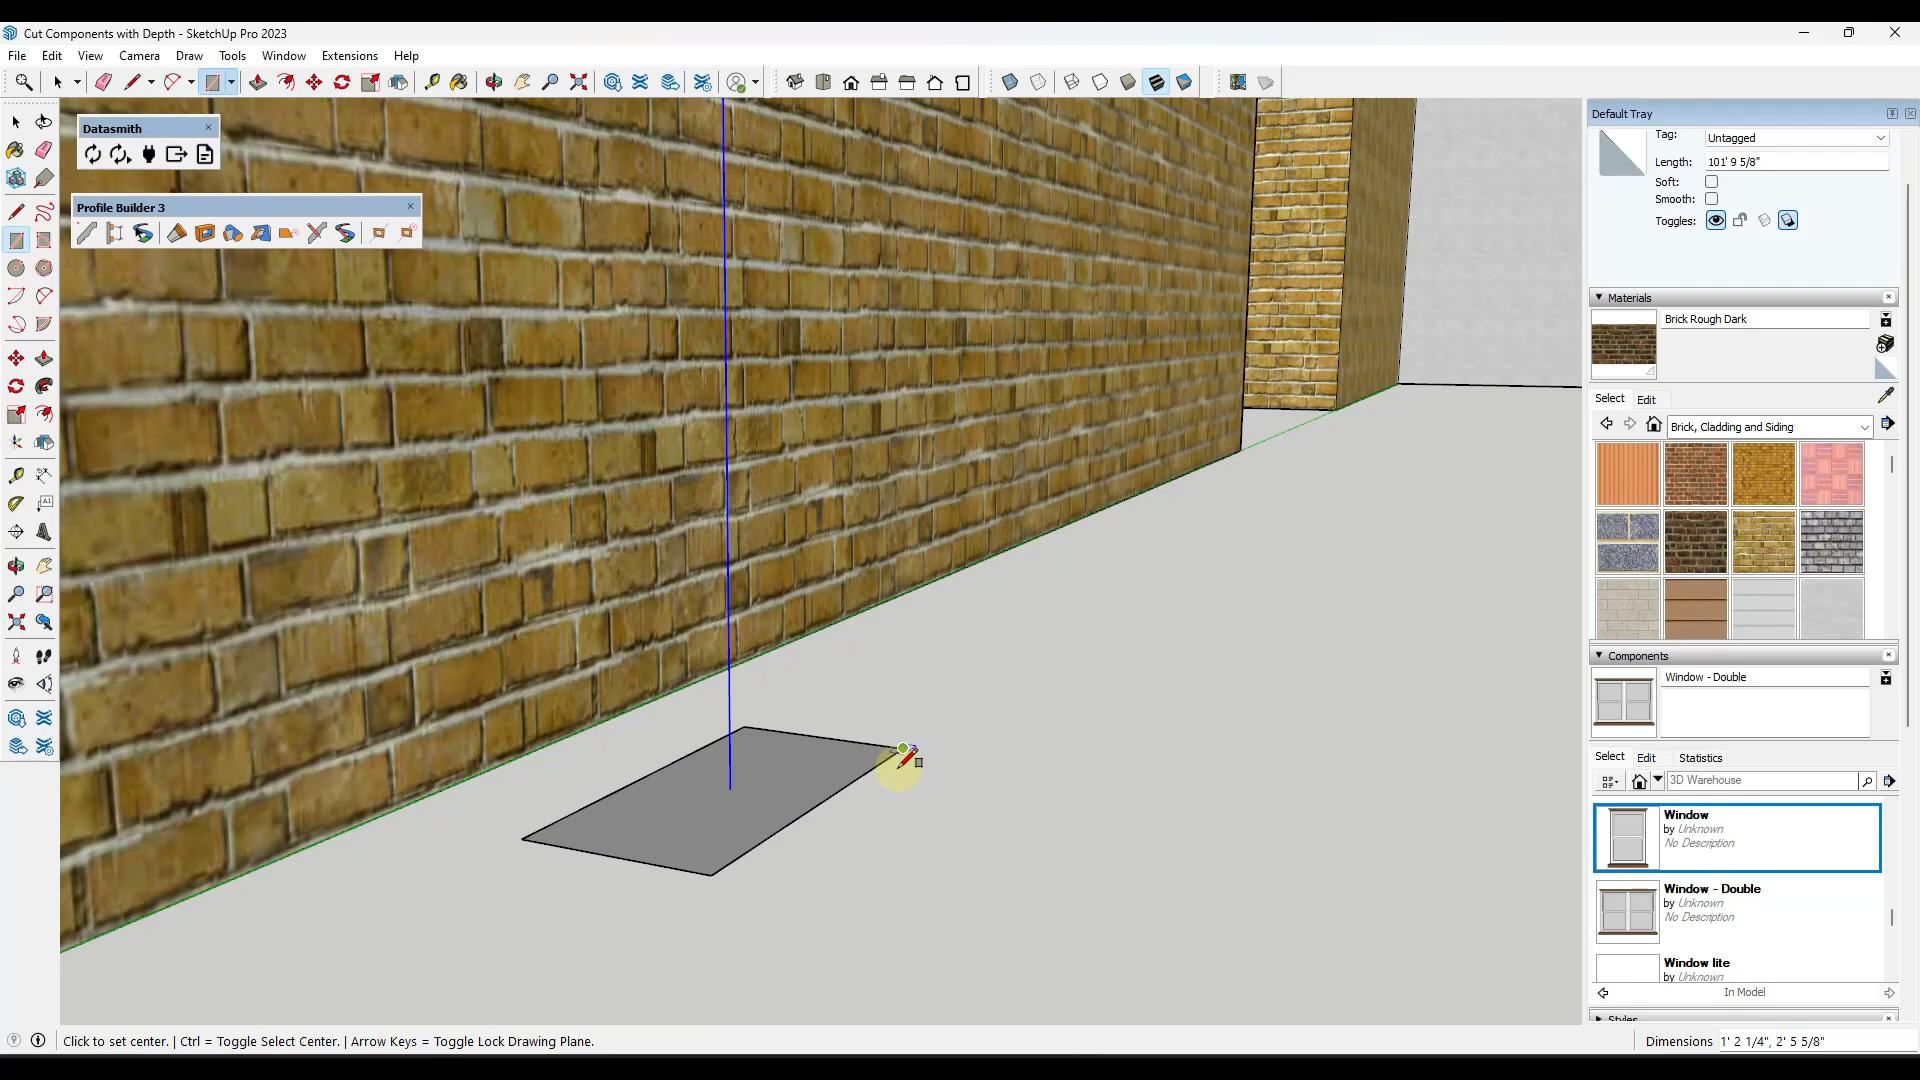 Cut Components with Depth - SketchUp Pro 2023
File Edit View Camera Draw Tools Window Extensions Help
Default Tray
Datasmith
Tag: Untagged
Length: 101' 9 5/8"
Soft:
Smooth:
Toggles:
Profile Builder 3
Materials
Brick Rough Dark
Select Edit
Brick, Cladding and Siding
Components
Window - Double
Select Edit Statistics
3D Warehouse
Window
by Unknown
No Description
Window - Double
by Unknown
No Description
Window lite
by Unknown
In Model
Styles
Click to set center. | Ctrl = Toggle Select Center. | Arrow Keys = Toggle Lock Drawing Plane.
Dimensions 1' 2 1/4", 2' 5 5/8"